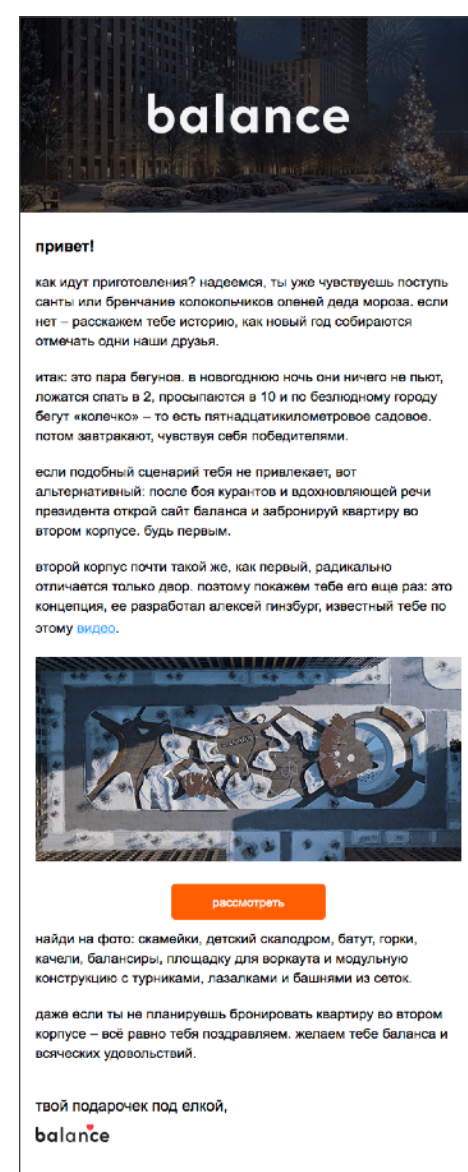 balance
привет!
как идут приготовления? надеемся, ты уже чувствуешь поступь
санты или бренчание колокольчиков оленей деда мороза. если
нет – расскажем тебе историю, как новый год собираются
отмечать одни наши друзья.
итак: это пара бегунов. в новогоднюю ночь они ничего не пьют,
ложатся спать в 2, просыпаются в 10 и по безлюдному городу
бегут «колечко» – то есть пятнадцатикилометровое садовое.
потом завтракают, чувствуя себя победителями.
если подобный сценарий тебя не привлекает, вот
альтернативный: после боя курантов и вдохновляющей речи
президента открой сайт баланса и забронируй квартиру во
втором корпусе. будь первым.
второй корпус почти такой же, как первый, радикально
отличается только двор. поэтому покажем тебе его еще раз: это
концепция, ее разработал алексей гинзбург, известный тебе по
этому видео.
рассмотреть
найди на фото: скамейки, детский скалодром, батут, горки,
качели, балансиры, площадку для воркаута и модульную
конструкцию с турниками, лазалками и башнями из сеток.
даже если ты не планируешь бронировать квартиру во втором
корпусе – всё равно тебя поздравляем. желаем тебе баланса и
всяческих удовольствий.
твой подарочек под елкой,
balance